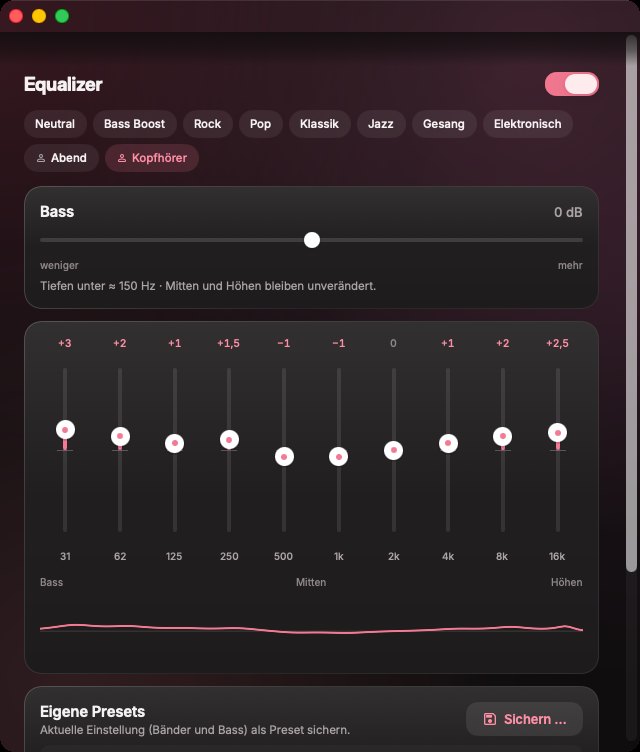 Equalizer
Neutral Bass Boost Rock Pop Klassik Jazz Gesang Elektronisch
Abend Kopfhörer
Bass 0 dB
weniger mehr
Tiefen unter ≈ 150 Hz · Mitten und Höhen bleiben unverändert.
+3 +2 +1 +1,5 −1 −1 0 +1 +2 +2,5
31 62 125 250 500 1k 2k 4k 8k 16k
Bass Mitten Höhen
Eigene Presets
Aktuelle Einstellung (Bänder und Bass) als Preset sichern.
Sichern ...